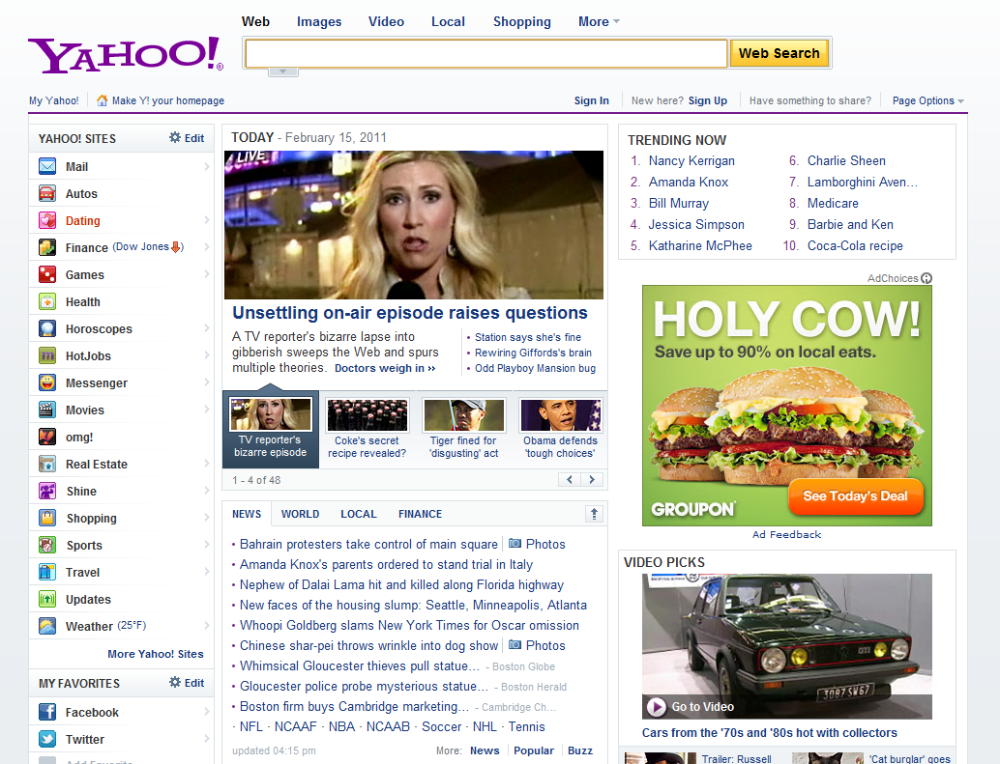 Web Images Video Local Shopping More
YAHOO!®
Web Search
My Yahoo! Make Y! your homepage
Sign In New here? Sign Up Have something to share? Page Options
YAHOO! SITES Edit
Mail
Autos
Dating
Finance (Dow Jones)
Games
Health
Horoscopes
HotJobs
Messenger
Movies
omg!
Real Estate
Shine
Shopping
Sports
Travel
Updates
Weather (25°F)
More Yahoo! Sites
MY FAVORITES Edit
Facebook
Twitter
Add Favorite
TODAY - February 15, 2011
LIVE
Unsettling on-air episode raises questions
A TV reporter's bizarre lapse into
gibberish sweeps the Web and spurs
multiple theories. Doctors weigh in ››
• Station says she's fine
• Rewiring Giffords's brain
• Odd Playboy Mansion bug
TV reporter's
bizarre episode
Coke's secret
recipe revealed?
Tiger fined for
'disgusting' act
Obama defends
'tough choices'
1 - 4 of 48
NEWS WORLD LOCAL FINANCE
• Bahrain protesters take control of main square | Photos
• Amanda Knox's parents ordered to stand trial in Italy
• Nephew of Dalai Lama hit and killed along Florida highway
• New faces of the housing slump: Seattle, Minneapolis, Atlanta
• Whoopi Goldberg slams New York Times for Oscar omission
• Chinese shar-pei throws wrinkle into dog show | Photos
• Whimsical Gloucester thieves pull statue... - Boston Globe
• Gloucester police probe mysterious statue... - Boston Herald
• Boston firm buys Cambridge marketing... - Cambridge Ch...
· NFL · NCAAF · NBA · NCAAB · Soccer · NHL · Tennis
updated 04:15 pm More: News Popular Buzz
TRENDING NOW
1. Nancy Kerrigan
2. Amanda Knox
3. Bill Murray
4. Jessica Simpson
5. Katharine McPhee
6. Charlie Sheen
7. Lamborghini Aven...
8. Medicare
9. Barbie and Ken
10. Coca-Cola recipe
AdChoices
HOLY COW!
Save up to 90% on local eats.
See Today's Deal
GROUPON
Ad Feedback
VIDEO PICKS
GTI
3087 SW 67
Go to Video
Cars from the '70s and '80s hot with collectors
Trailer: Russell
'Cat burglar' goes